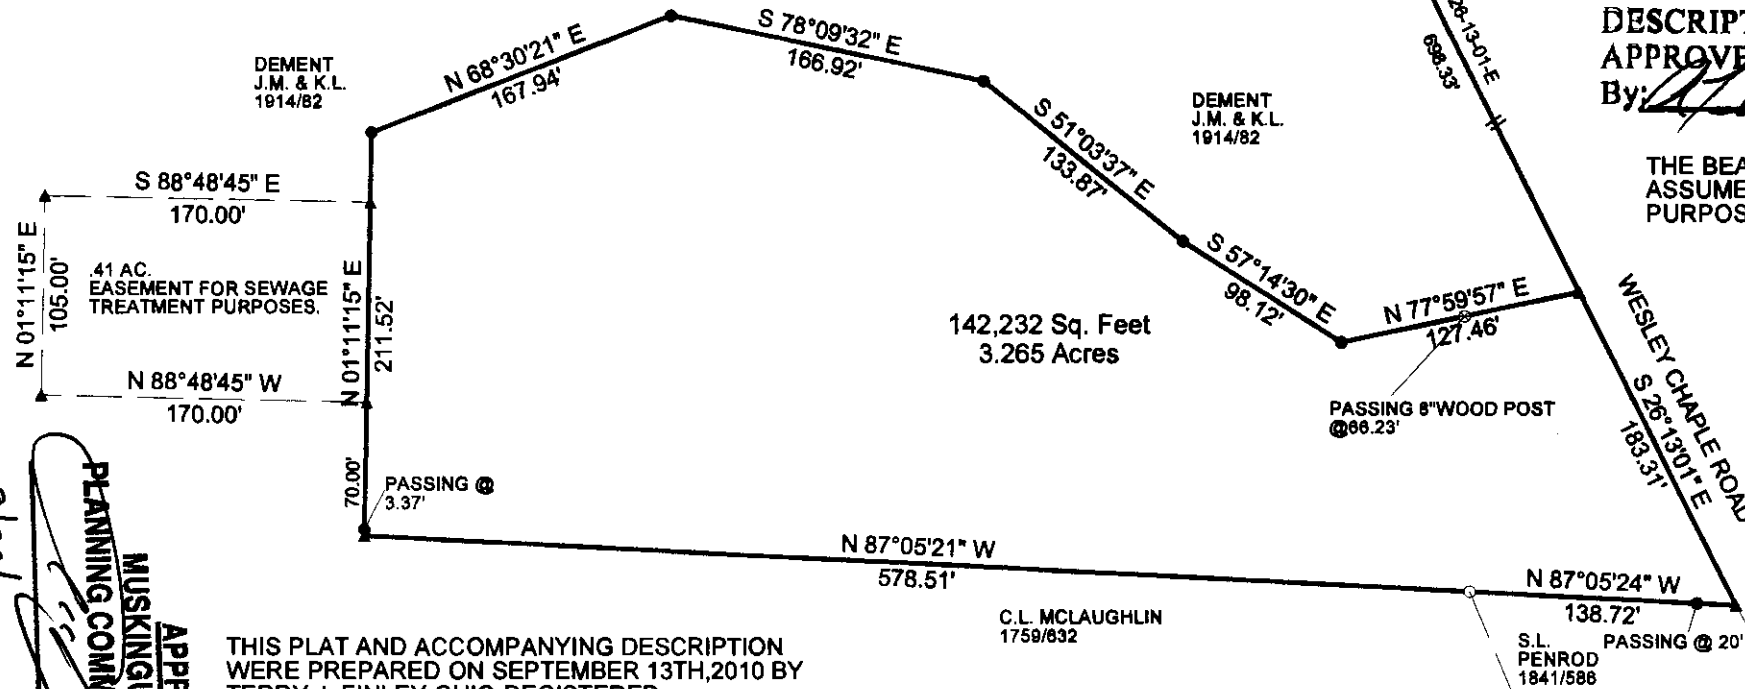 N 68°30'21" E
167.94'
S 78°09'32" E
166.92'
DEMENT
J.M. & K.L.
1914/82
S 51°03'37" E
133.87'
DEMENT
J.M. & K.L.
1914/82
26-13-01-E
698.33'
APPROVE
By:
THE BEA
ASSUME
PURPOS
S 88°48'45" E
170.00'
N 01°11'15" E
105.00'
.41 AC.
EASEMENT FOR SEWAGE
TREATMENT PURPOSES.
N 01°11'15" E
211.52'
S 57°14'30" E
98.12'
N 77°59'57" E
127.46'
142,232 Sq. Feet
3.265 Acres
WESLEY CHAPLE ROAD
S 26°13'01" E
183.31'
N 88°48'45" W
170.00'
PASSING 8"WOOD POST
@66.23'
70.00'
PASSING @
3.37'
N 87°05'21" W
578.51'
N 87°05'24" W
138.72'
C.L. MCLAUGHLIN
1759/632
S.L.
PENROD
1841/586
PASSING @ 20'
PLANNING COMM
MUSKINGU
APPR
THIS PLAT AND ACCOMPANYING DESCRIPTION
WERE PREPARED ON SEPTEMBER 13TH,2010 BY